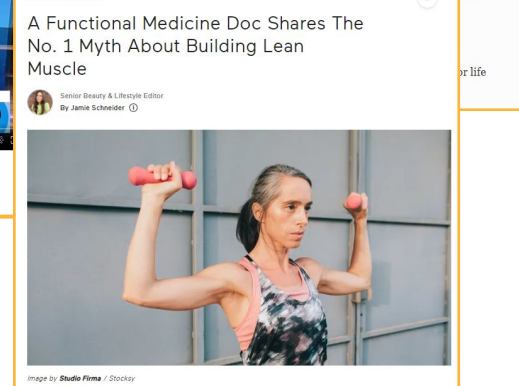 A Functional Medicine Doc Shares The
No. 1 Myth About Building Lean
Muscle
Senior Beauty & Lifestyle Editor
By Jamie Schneider
or life
Image by Studio Firma / Stocksy